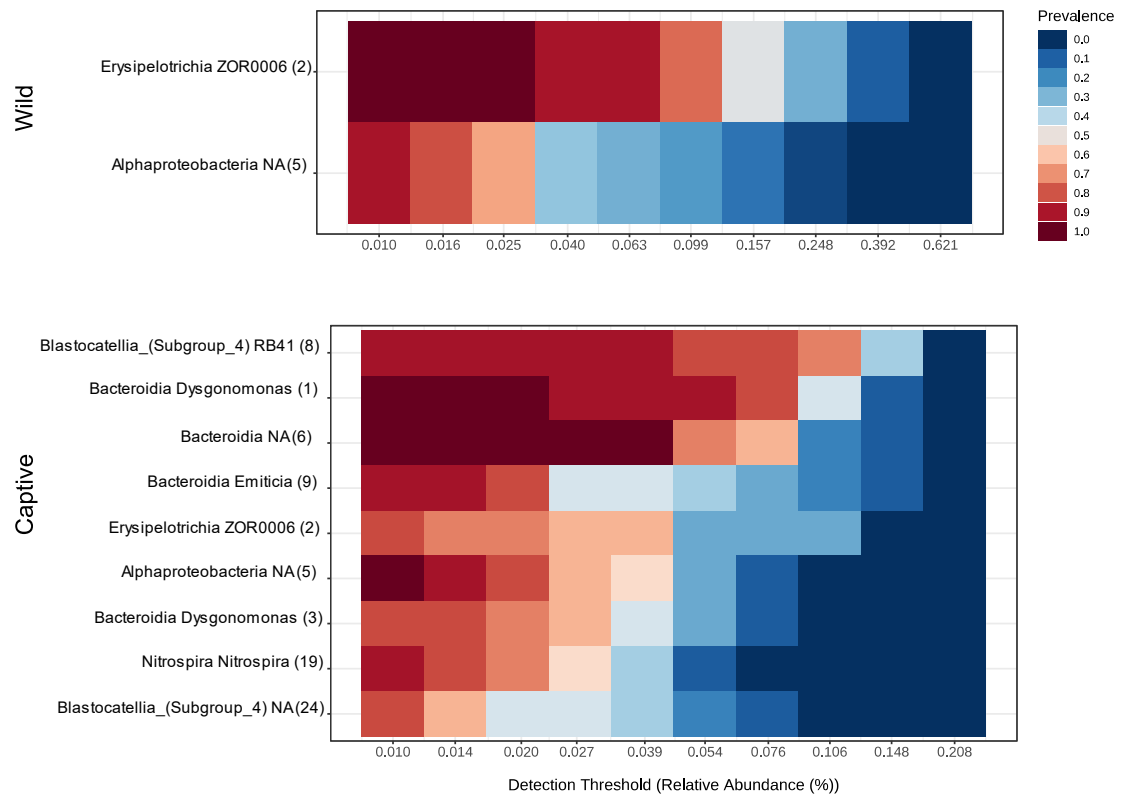 Prevalence
0.0
0.1
0.2
0.3
0.4
0.5
0.6
0.7
0.8
0.9
1.0
Wild
Erysipelotrichia ZOR0006 (2)
Alphaproteobacteria NA(5)
0.010 0.016 0.025 0.040 0.063 0.099 0.157 0.248 0.392 0.621
Captive
Blastocatellia_(Subgroup_4) RB41 (8)
Bacteroidia Dysgonomonas (1)
Bacteroidia NA(6)
Bacteroidia Emiticia (9)
Erysipelotrichia ZOR0006 (2)
Alphaproteobacteria NA(5)
Bacteroidia Dysgonomonas (3)
Nitrospira Nitrospira (19)
Blastocatellia_(Subgroup_4) NA(24)
0.010 0.014 0.020 0.027 0.039 0.054 0.076 0.106 0.148 0.208
Detection Threshold (Relative Abundance (%))